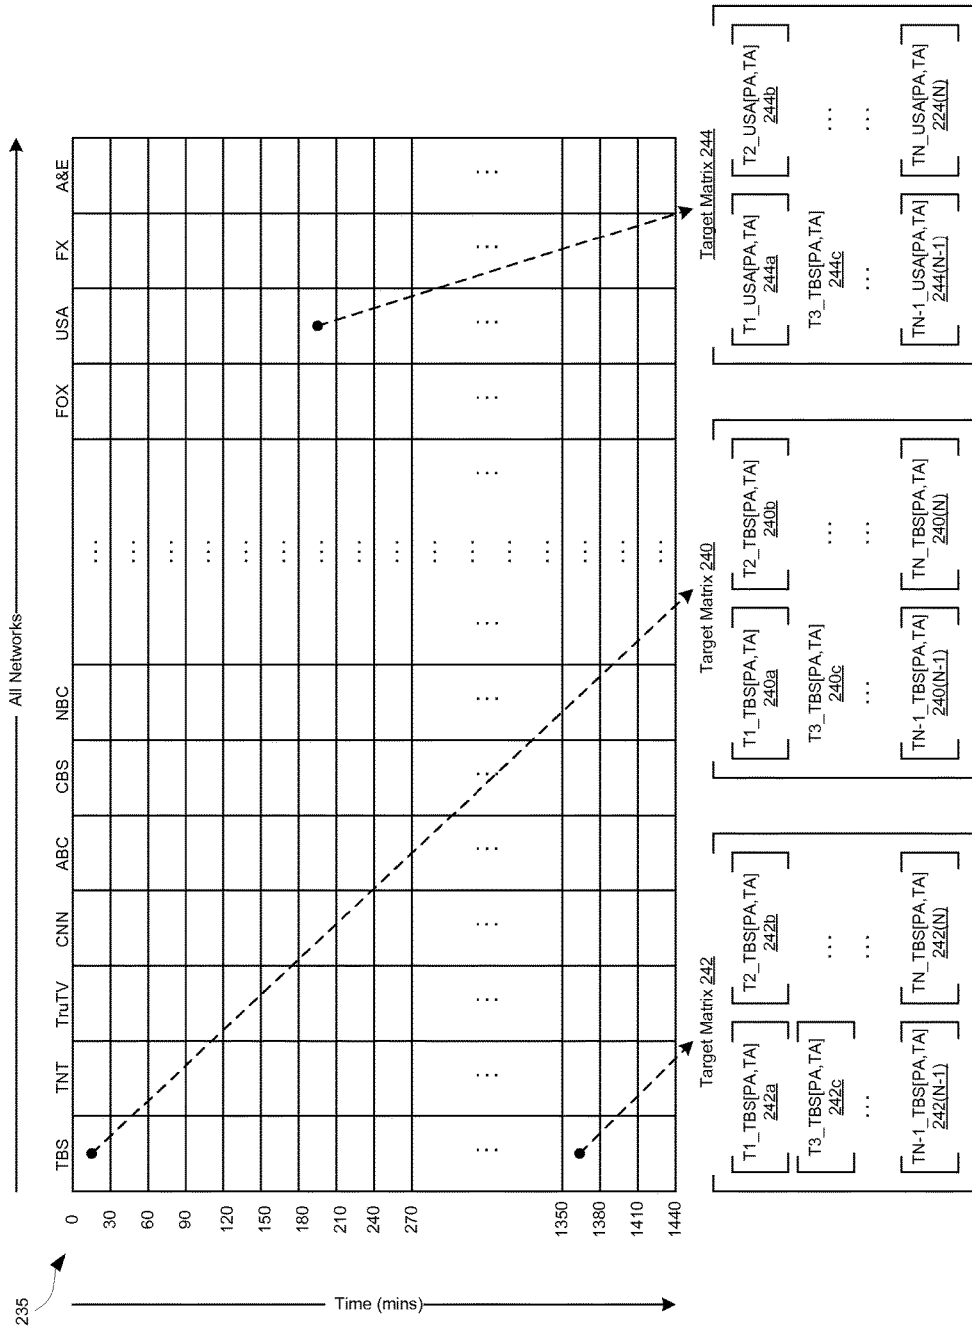 235
All Networks
TBS
TNT
TruTV
CNN
ABC
CBS
NBC
FOX
USA
FX
A&E
Time (mins)
0
30
60
90
120
150
180
210
240
270
1350
1380
1410
1440
...
Target Matrix 242
T1_TBS[PA,TA]
242a
T2_TBS[PA,TA]
242b
T3_TBS[PA,TA]
242c
...
...
...
TN-1_TBS[PA,TA]
242(N-1)
TN_TBS[PA,TA]
242(N)
Target Matrix 240
T1_TBS[PA,TA]
240a
T2_TBS[PA,TA]
240b
T3_TBS[PA,TA]
240c
...
...
...
TN-1_TBS[PA,TA]
240(N-1)
TN_TBS[PA,TA]
240(N)
Target Matrix 244
T1_USA[PA,TA]
244a
T2_USA[PA,TA]
244b
T3_TBS[PA,TA]
244c
...
...
...
TN-1_USA[PA,TA]
244(N-1)
TN_USA[PA,TA]
224(N)